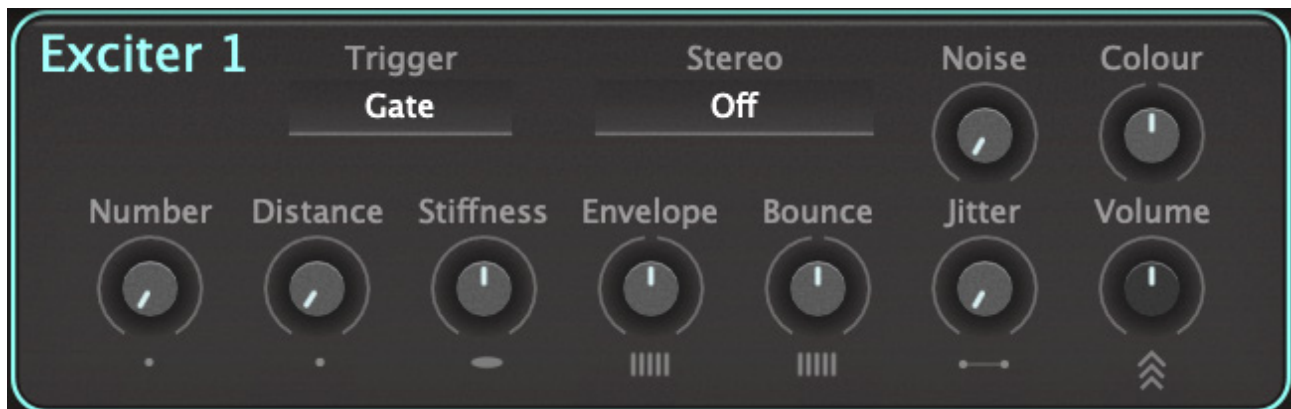 Exciter 1
Trigger
Stereo
Noise
Colour
Gate
Off
Number
Distance
Stiffness
Envelope
Bounce
Jitter
Volume